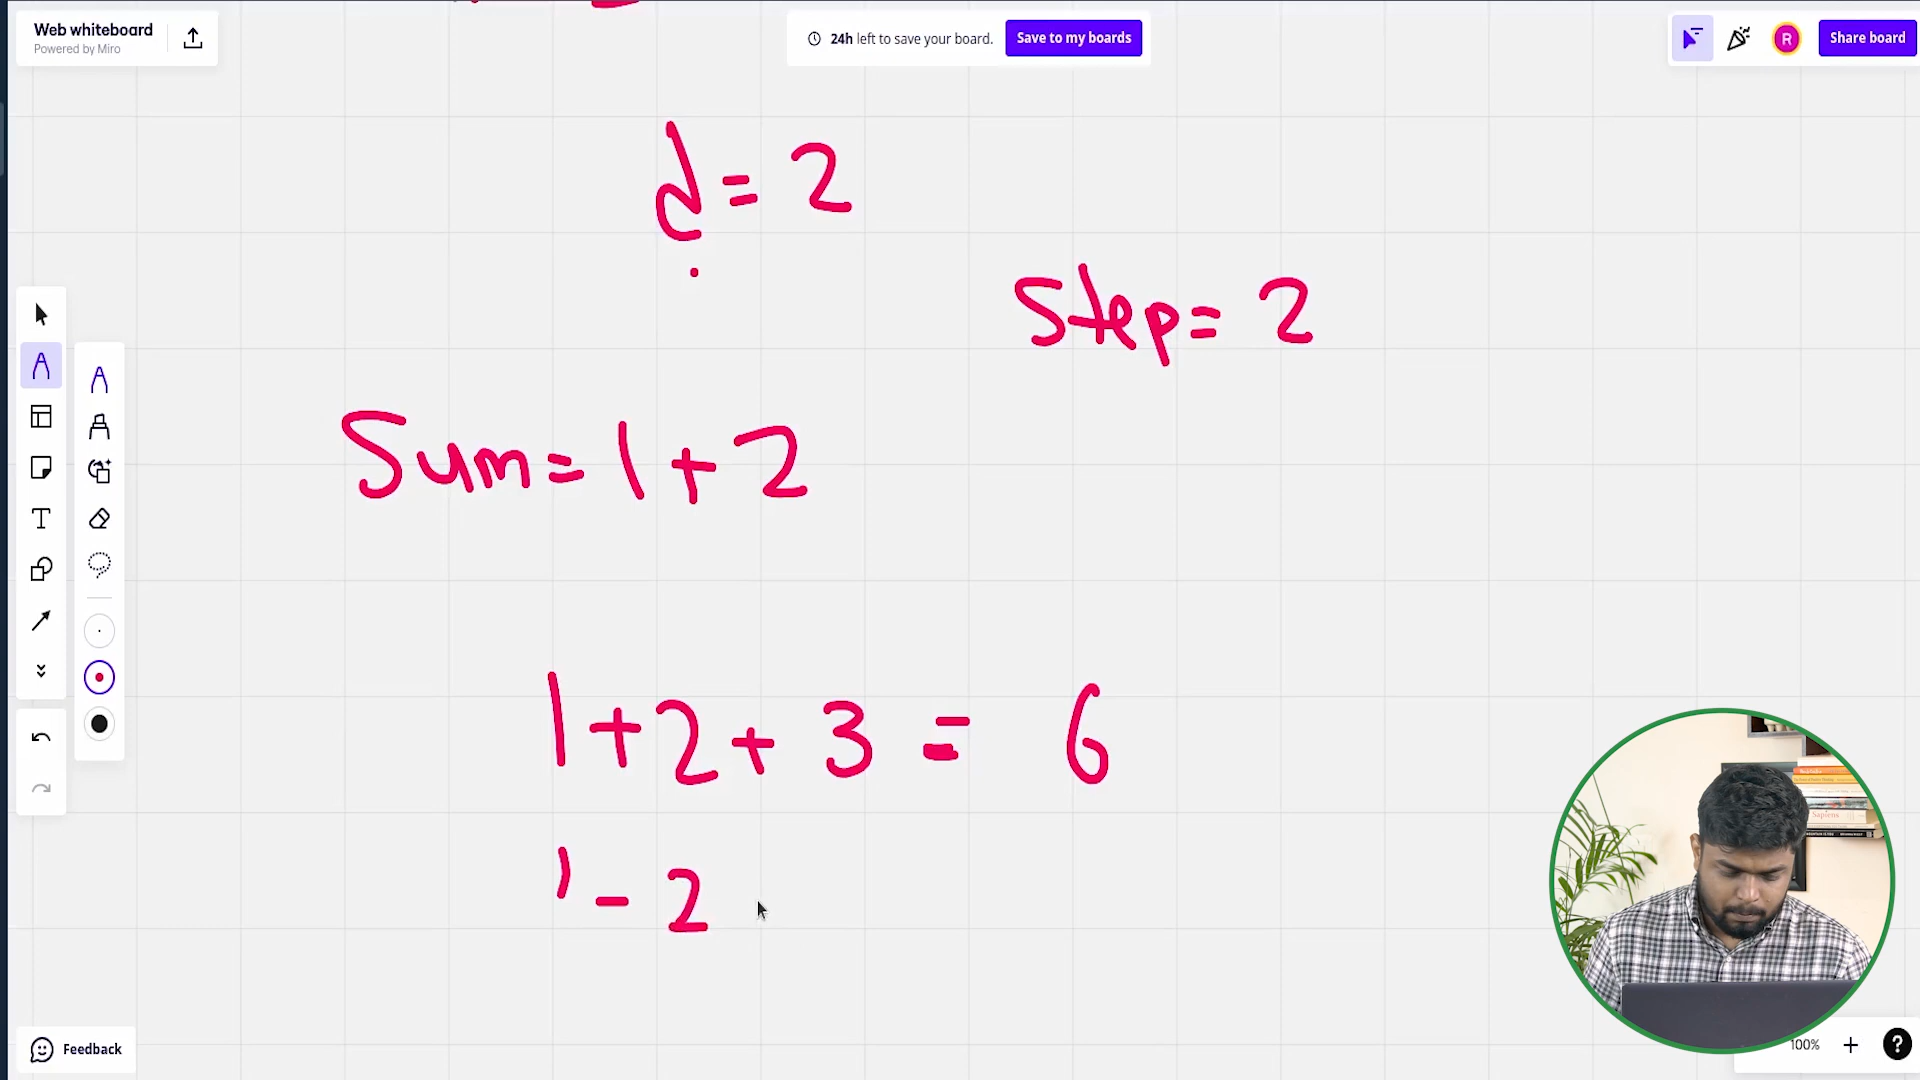 Web whiteboard
Powered by Miro
24h left to save your board.
Save to my boards
R
Share board
= 2
Step= 2
Sum= 1 + 2
1 + 2 + 3 = 6
1 - 2
Sapiens
T
Feedback
100%
+
?